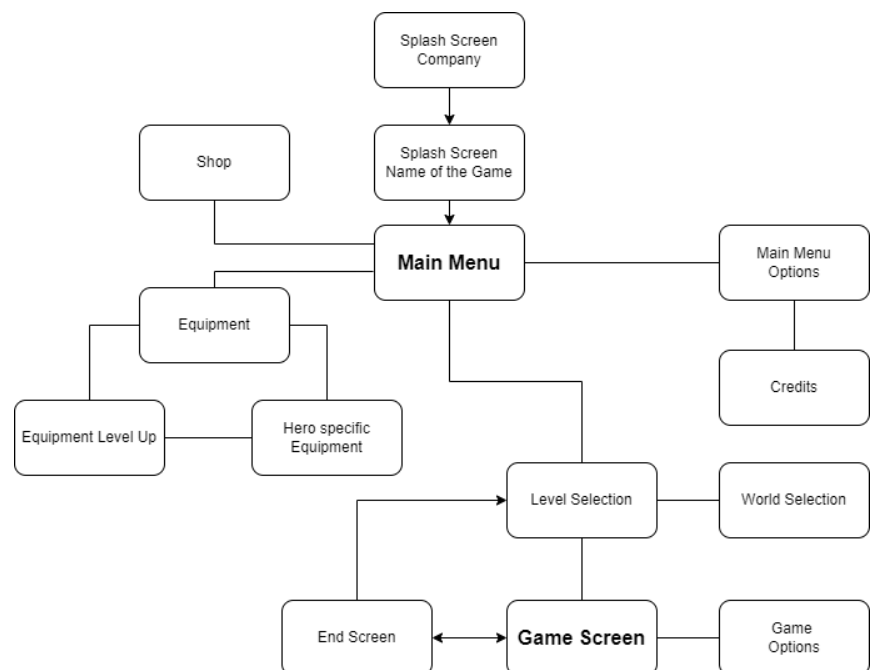 Splash Screen
Company
Shop
Splash Screen
Name of the Game
Main Menu
Main Menu
Options
Equipment
Credits
Equipment Level Up
Hero specific
Equipment
Level Selection
World Selection
End Screen
Game Screen
Game
Options